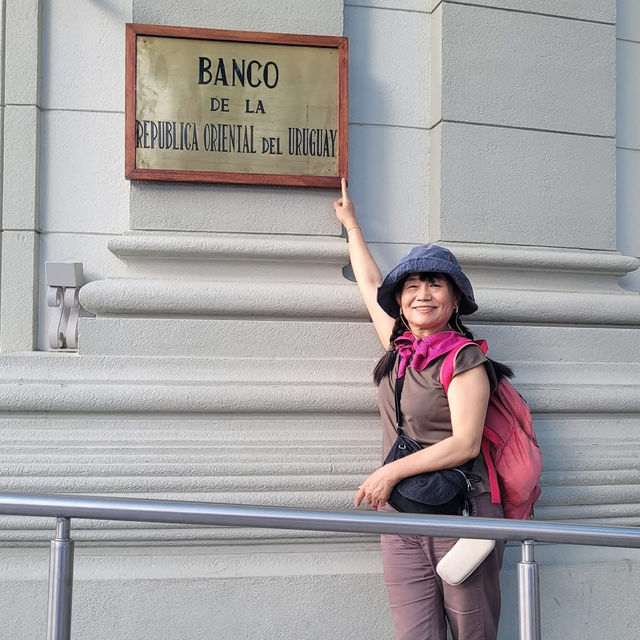 BANCO
DE LA
REPUBLICA ORIENTAL DEL URUGUAY